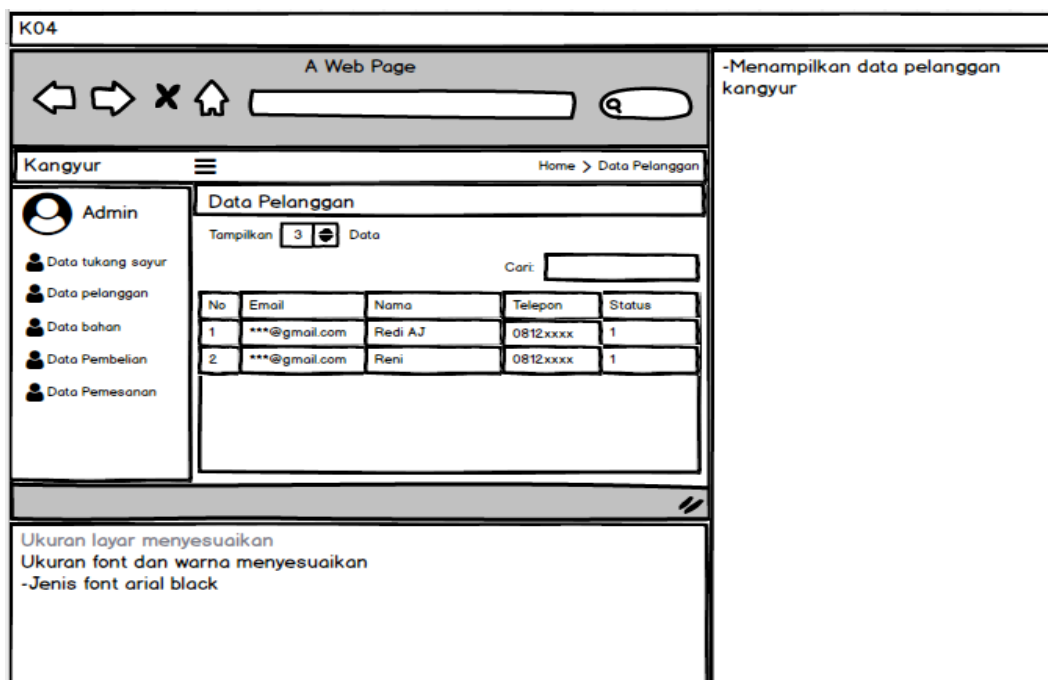 K04
A Web Page
-Menampilkan data pelanggan
kangyur
Kangyur
Home > Data Pelanggan
Admin
Data tukang sayur
Data pelanggan
Data bahan
Data Pembelian
Data Pemesanan
Data Pelanggan
Tampilkan 3 Data
Cari:
No Email Nama Telepon Status
1 ***@gmail.com Redi AJ 0812xxxx 1
2 ***@gmail.com Reni 0812xxxx 1
Ukuran layar menyesuaikan
Ukuran font dan warna menyesuaikan
-Jenis font arial black